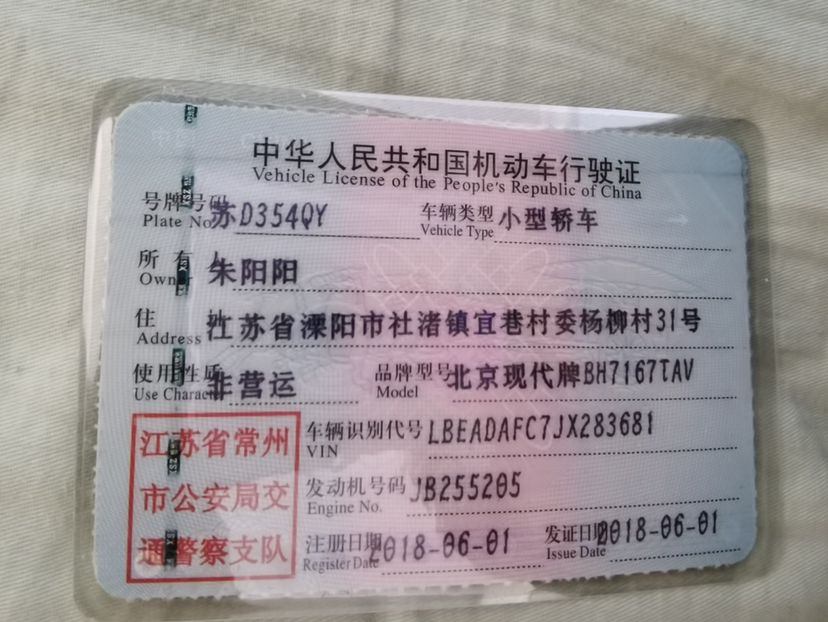 中华人民共和国机动车行驶证
Vehicle License of the People's Republic of China
号牌号码 苏D354QY 车辆类型 小型轿车
Plate No. Vehicle Type
所有人 朱阳阳
Owner
住址 江苏省溧阳市社渚镇宜巷村委杨柳村31号
Address
使用性质 非营运 品牌型号 北京现代牌BH7167TAV
Use Character Model
江苏省常州
市公安局交
通警察支队
车辆识别代号 LBEADAFC7JX283681
VIN
发动机号码 JB255205
Engine No.
注册日期 2018-06-01 发证日期 2018-06-01
Register Date Issue Date